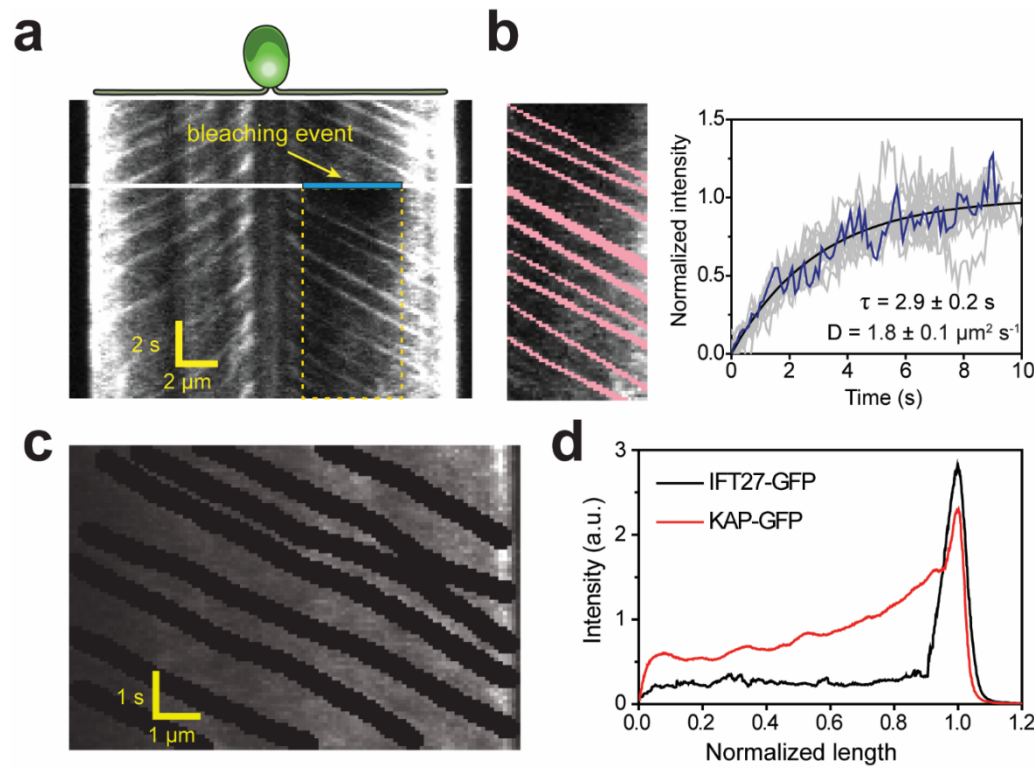 a
bleaching event
2 s
2 µm
b
Normalized intensity
1.5
1.0
0.5
0.0
τ = 2.9 ± 0.2 s
D = 1.8 ± 0.1 µm² s⁻¹
0 2 4 6 8 10
Time (s)
c
1 s
1 µm
d
Intensity (a.u.)
3
2
1
0
IFT27-GFP
KAP-GFP
0.0 0.2 0.4 0.6 0.8 1.0 1.2
Normalized length